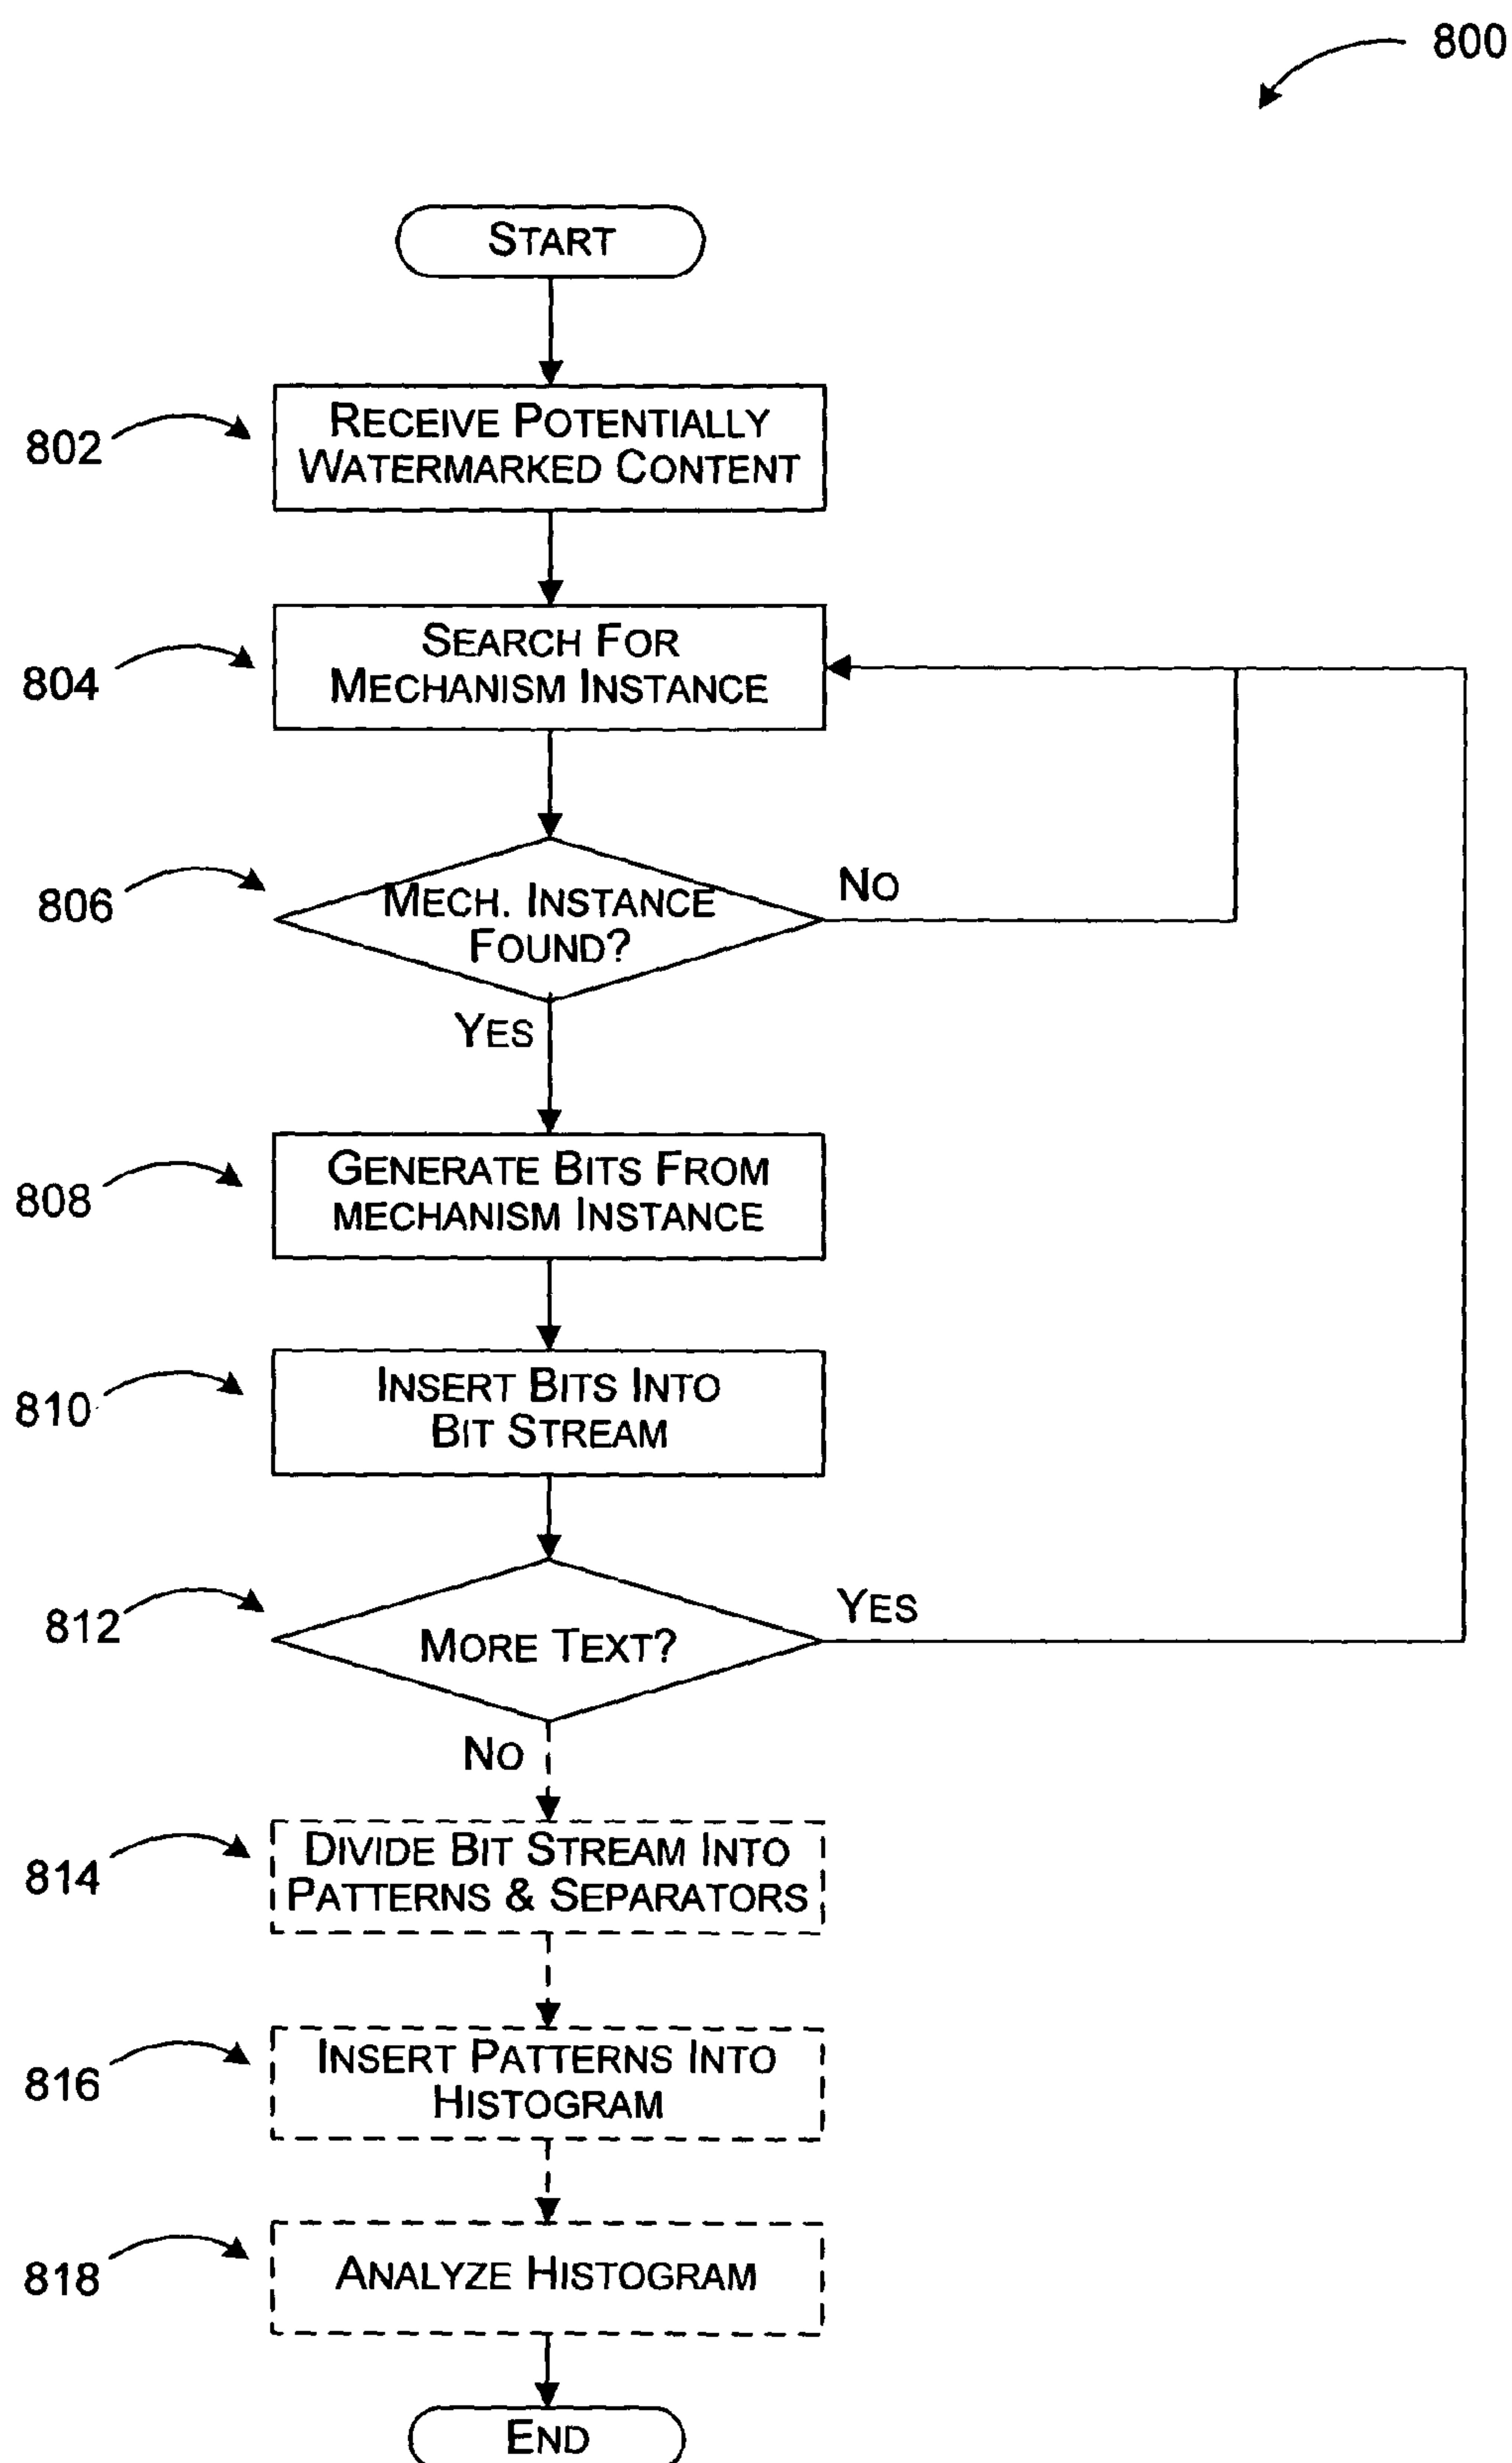 800
START
802
RECEIVE POTENTIALLY
WATERMARKED CONTENT
804
SEARCH FOR
MECHANISM INSTANCE
806
MECH. INSTANCE
FOUND?
NO
YES
808
GENERATE BITS FROM
MECHANISM INSTANCE
810
INSERT BITS INTO
BIT STREAM
812
MORE TEXT?
YES
NO
814
DIVIDE BIT STREAM INTO
PATTERNS & SEPARATORS
816
INSERT PATTERNS INTO
HISTOGRAM
818
ANALYZE HISTOGRAM
END